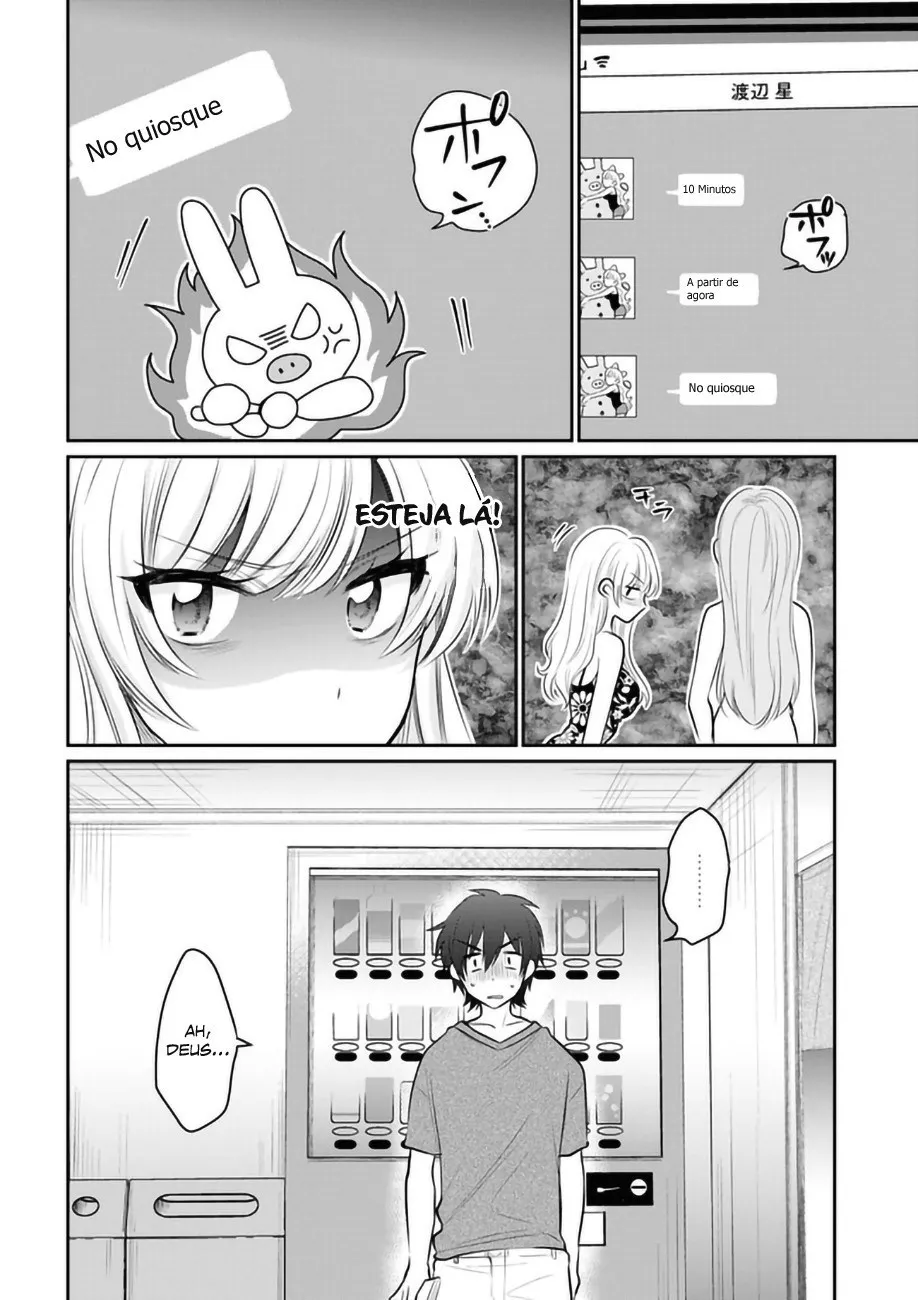 渡辺 星
10 Minutos
ポフッ
A partir de
agora
No quiosque
No quiosque
ポフン…
チラ
ESTEJA LÁ!
………
AH,
DEUS...